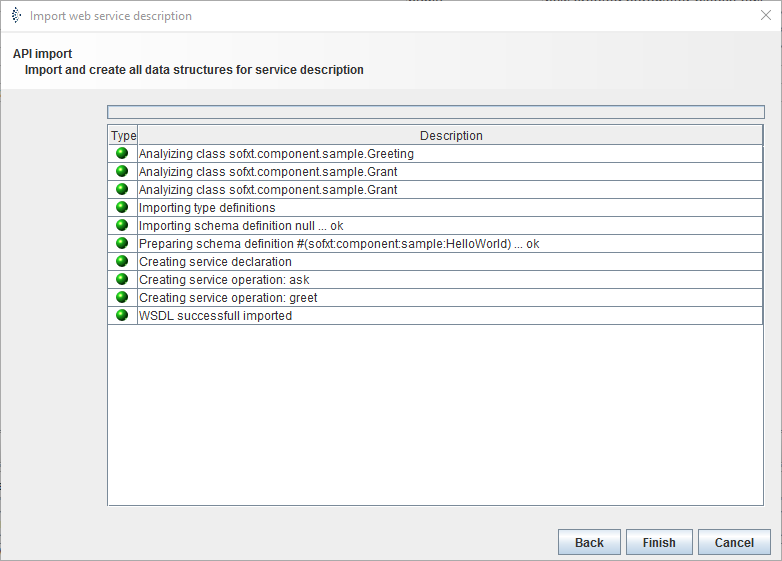 Import web service description
API import
Import and create all data structures for service description
Type Description
Analyizing class sofxt.component.sample.Greeting
Analyizing class sofxt.component.sample.Grant
Analyizing class sofxt.component.sample.Grant
Importing type definitions
Importing schema definition null ... ok
Preparing schema definition #(sofxt:component:sample:HelloWorld) ... ok
Creating service declaration
Creating service operation: ask
Creating service operation: greet
WSDL successfull imported
Back Finish Cancel